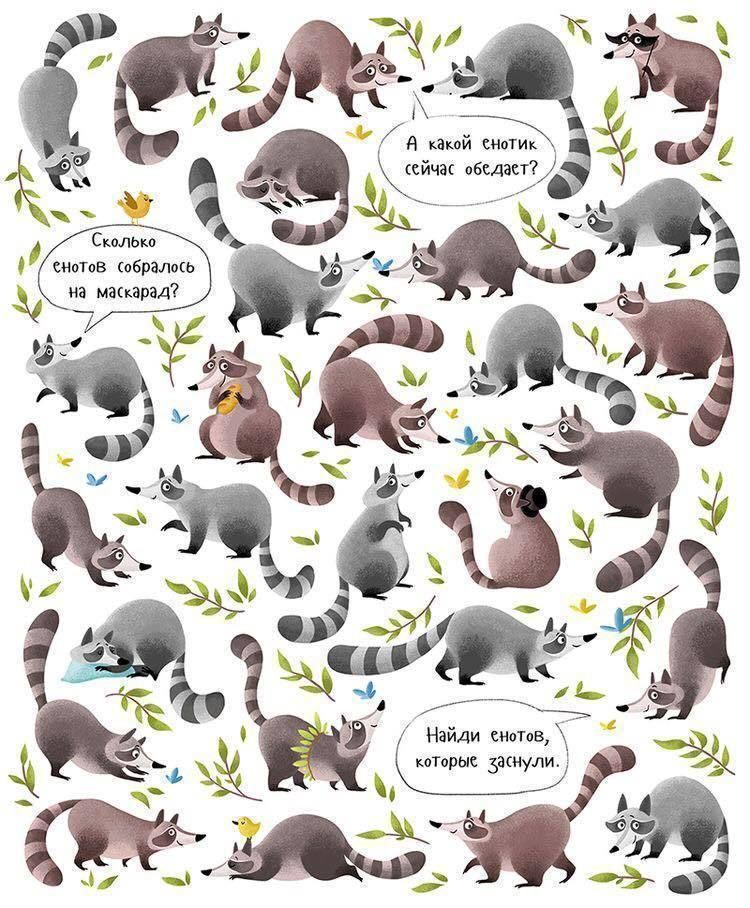 А какой енотик
сейчас обедает?
Сколько
енотов собралось
на маскарад?
Найди енотов,
которые заснули.